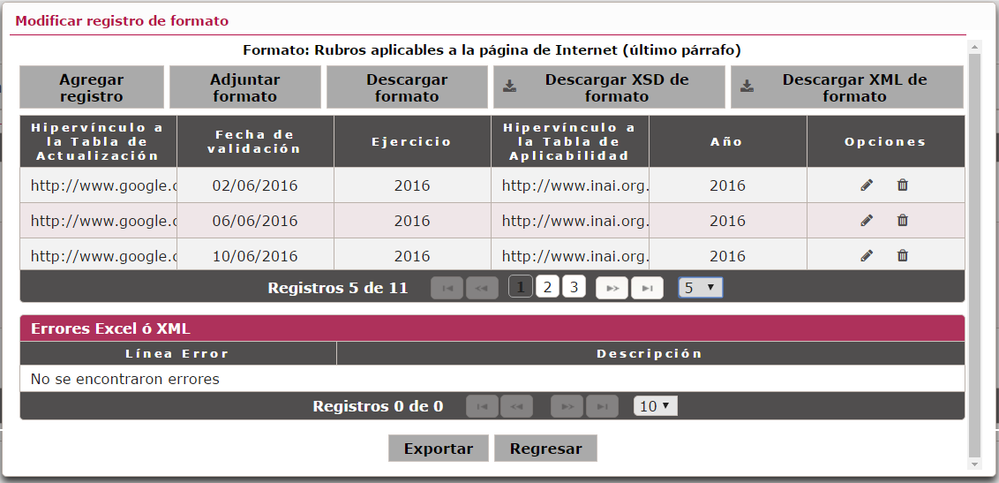 Modificar registro de formato
Formato: Rubros aplicables a la página de Internet (último párrafo)
Agregar registro
Adjuntar formato
Descargar formato
Descargar XSD de formato
Descargar XML de formato
Hipervínculo a la Tabla de Actualización
Fecha de validación
Ejercicio
Hipervínculo a la Tabla de Aplicabilidad
Año
Opciones
http://www.google.c 02/06/2016 2016 http://www.inai.org. 2016
http://www.google.c 06/06/2016 2016 http://www.inai.org. 2016
http://www.google.c 10/06/2016 2016 http://www.inai.org. 2016
Registros 5 de 11 1 2 3 5
Errores Excel ó XML
Línea Error Descripción
No se encontraron errores
Registros 0 de 0 10
Exportar Regresar